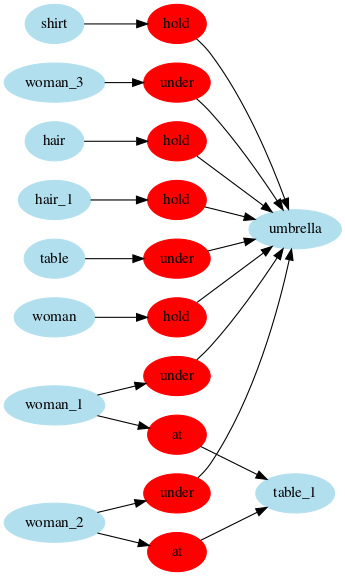 shirt hold
woman_3 under
hair hold
hair_1 hold
umbrella
table under
woman hold
under
woman_1
at
under table_1
woman_2
at